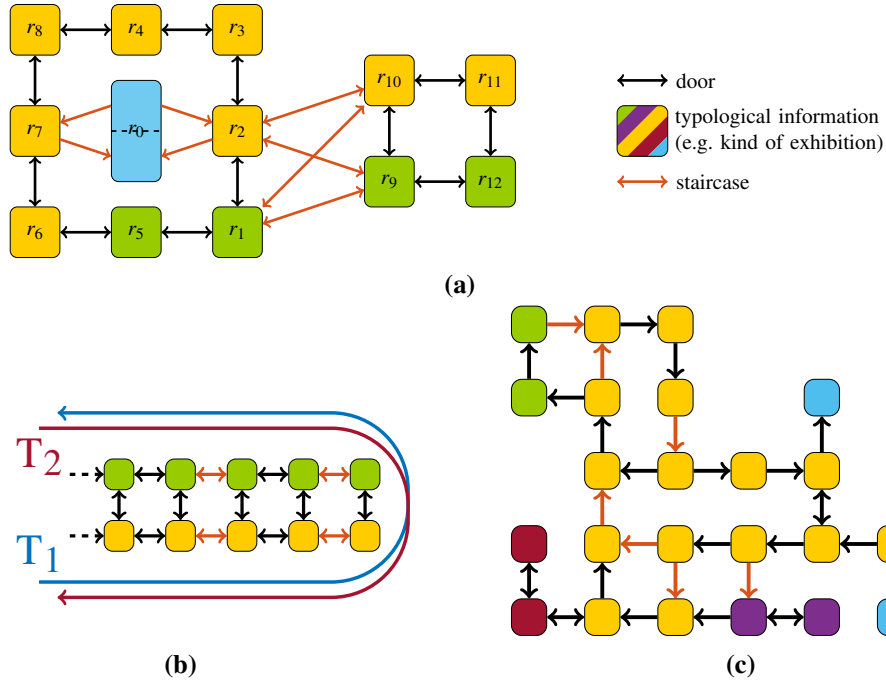 r8 r4 r3
r10 r11
door
r7 r0 r2
typological information
(e.g. kind of exhibition)
r9 r12
staircase
r6 r5 r1
(a)
T2
T1
(b)
(c)